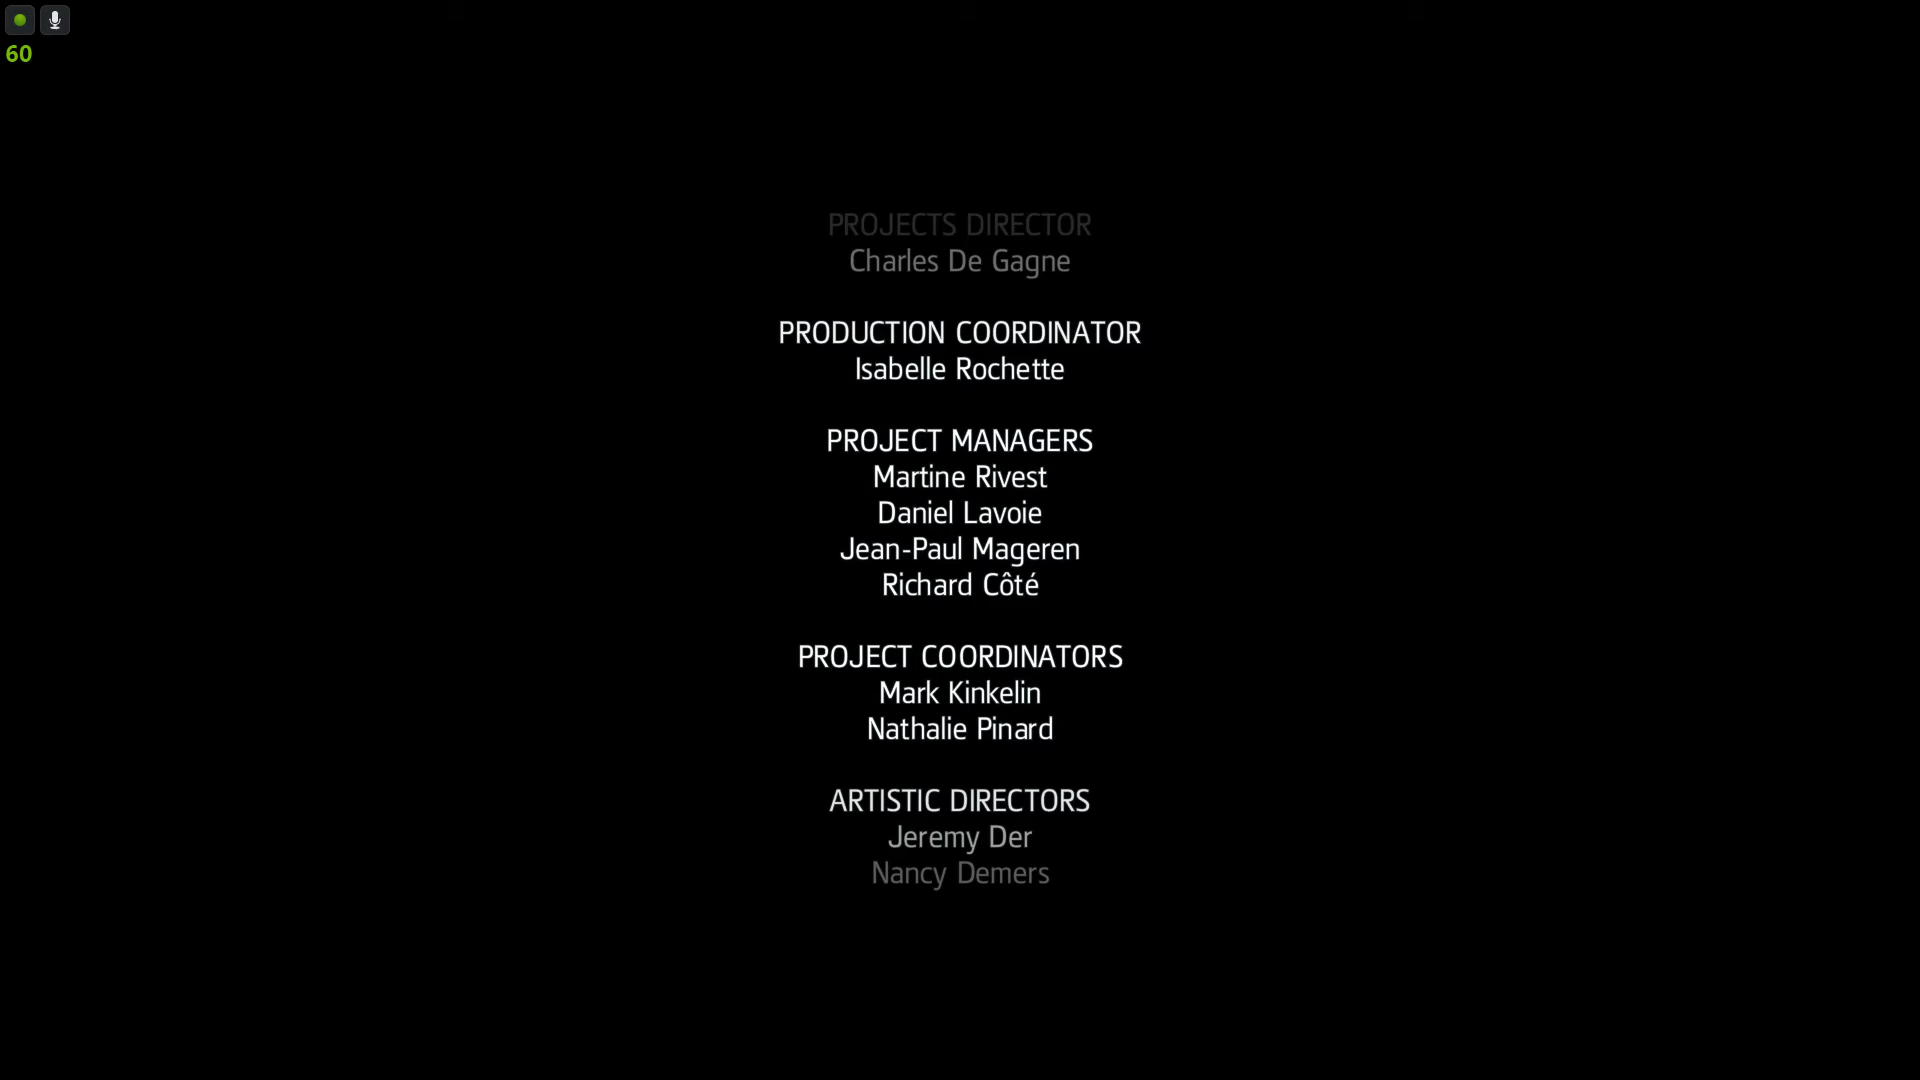 60
PROJECTS DIRECTOR
Charles De Gagne
PRODUCTION COORDINATOR
Isabelle Rochette
PROJECT MANAGERS
Martine Rivest
Daniel Lavoie
Jean-Paul Mageren
Richard Côté
PROJECT COORDINATORS
Mark Kinkelin
Nathalie Pinard
ARTISTIC DIRECTORS
Jeremy Der
Nancy Demers